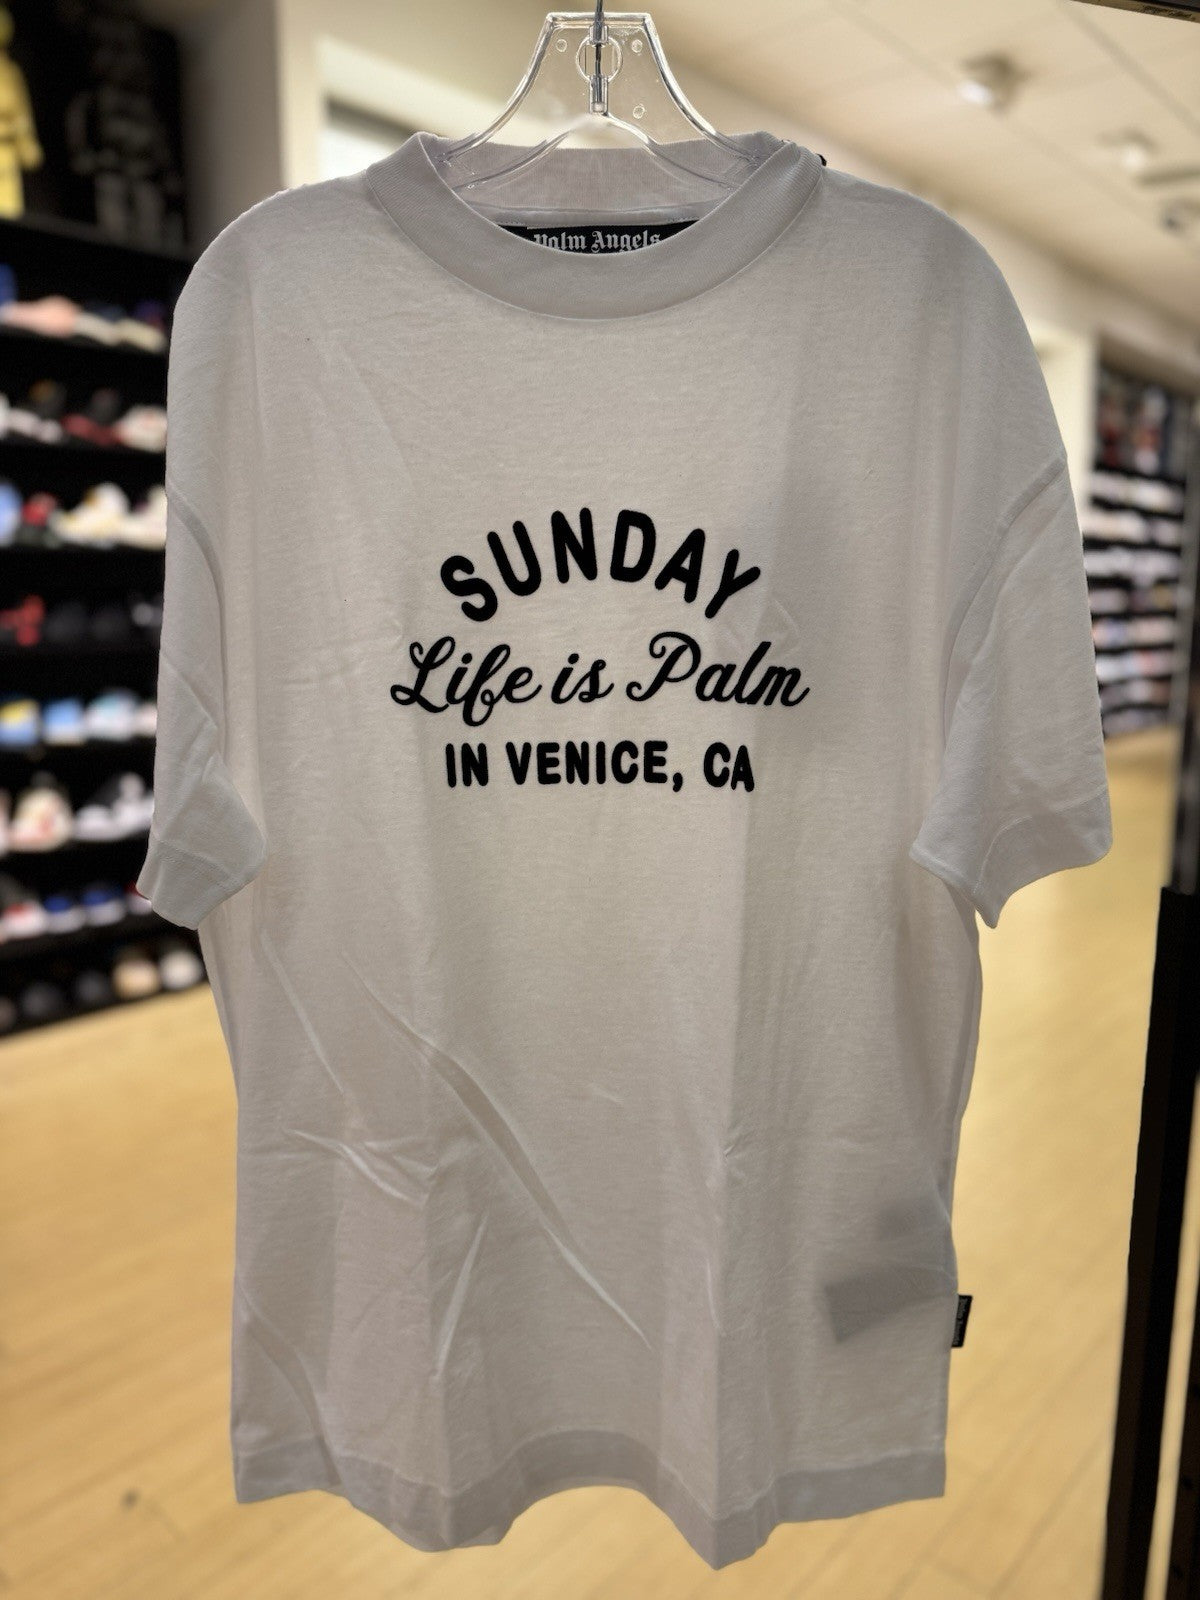 Palm Angels
SUNDAY
Life is Palm
IN VENICE, CA